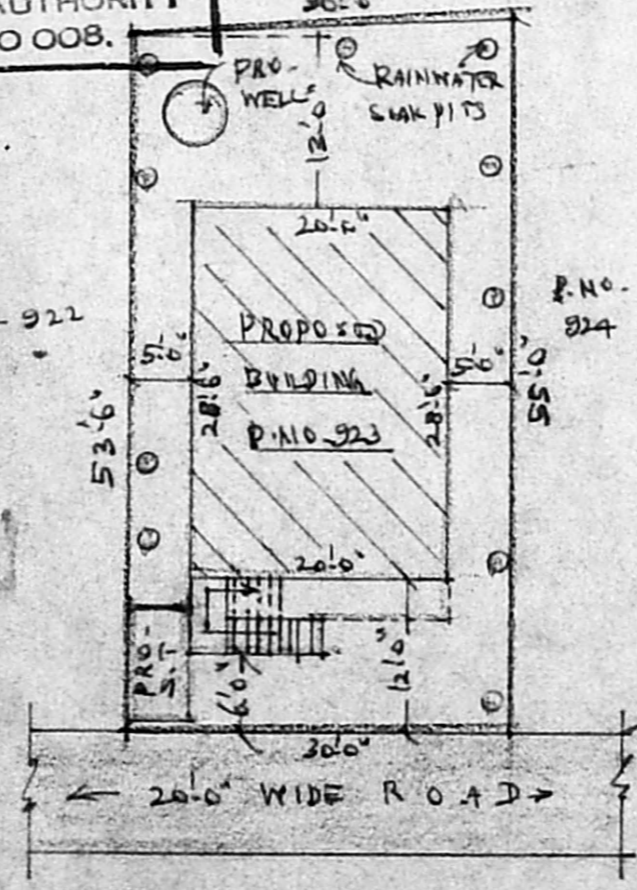 AUTHORITY
O 008.
30'-0"
PRO-
WELL
RAINWATER
SOAK PITS
13'-0"
20'-0"
922
P.NO-
924
PROPOSED
BUILDING
P.NO-923
5'-0"
5'-0"
28'-6"
28'-6"
53'-6"
55'-0"
20'-0"
PRO-
6'-0"
12'-0"
30'-0"
20'-0" WIDE ROAD